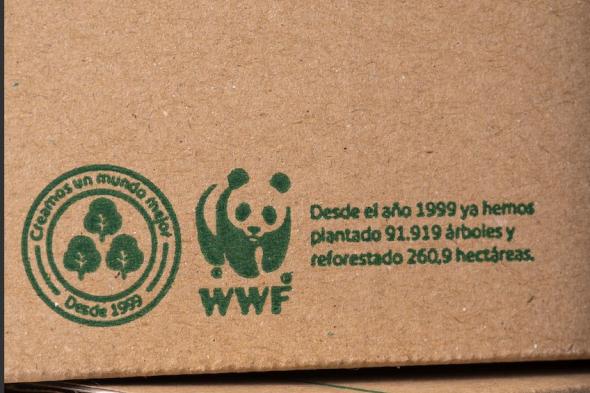 Creamos un mundo mejor
Desde 1999
WWF
Desde el año 1999 ya hemos
plantado 91.919 árboles y
reforestado 260,9 hectáreas.